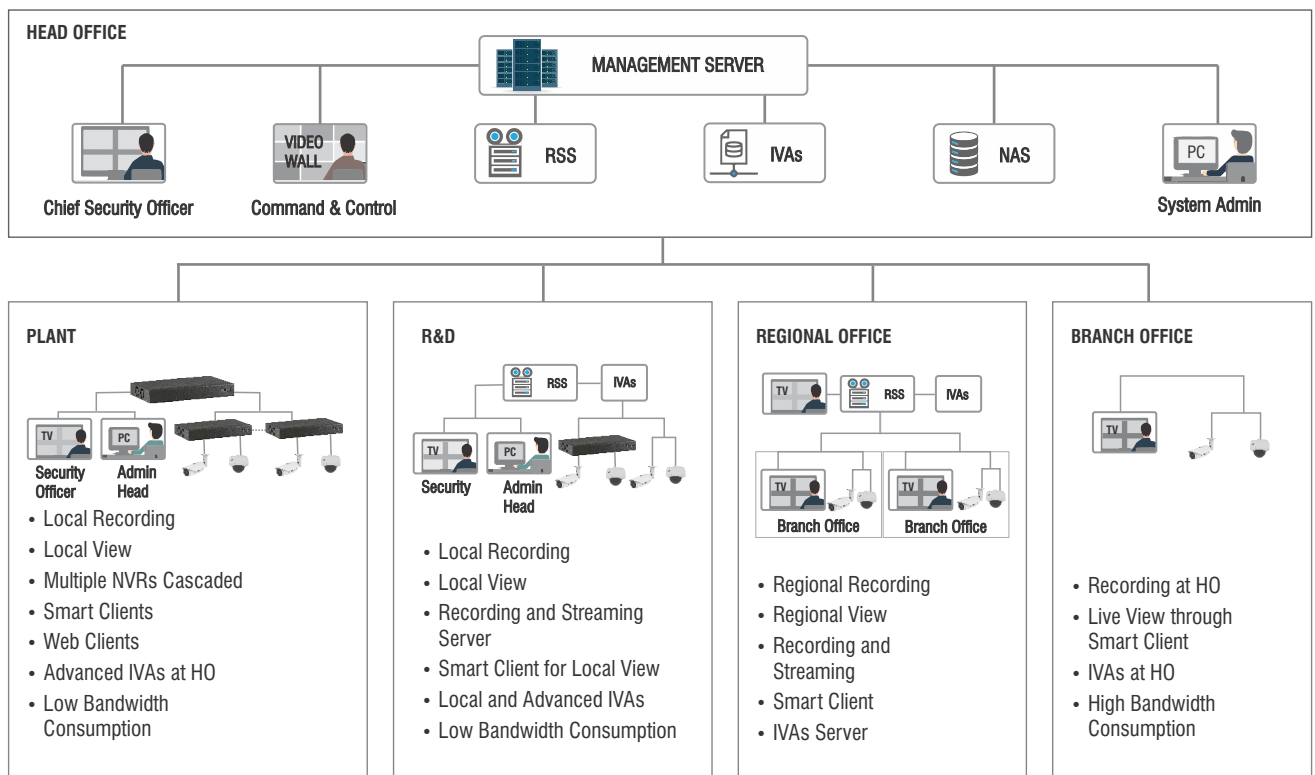 HEAD OFFICE
MANAGEMENT SERVER
VIDEO
WALL
RSS
IVAs
NAS
PC
Chief Security Officer
Command & Control
System Admin
PLANT
TV
PC
Security
Officer
Admin
Head
• Local Recording
• Local View
• Multiple NVRs Cascaded
• Smart Clients
• Web Clients
• Advanced IVAs at HO
• Low Bandwidth
Consumption
R&D
RSS
IVAs
TV
PC
Security
Admin
Head
• Local Recording
• Local View
• Recording and Streaming
Server
• Smart Client for Local View
• Local and Advanced IVAs
• Low Bandwidth Consumption
REGIONAL OFFICE
TV
RSS
IVAs
TV
TV
Branch Office
Branch Office
• Regional Recording
• Regional View
• Recording and
Streaming
• Smart Client
• IVAs Server
BRANCH OFFICE
TV
• Recording at HO
• Live View through
Smart Client
• IVAs at HO
• High Bandwidth
Consumption